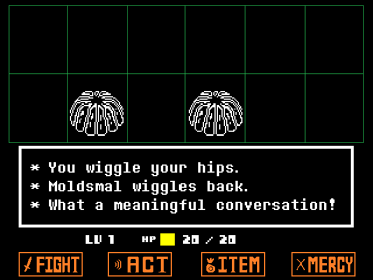 * You wiggle your hips.
* Moldsmal wiggles back.
* What a meaningful conversation!
LV 1 HP 20 / 20
FIGHT ACT ITEM MERCY